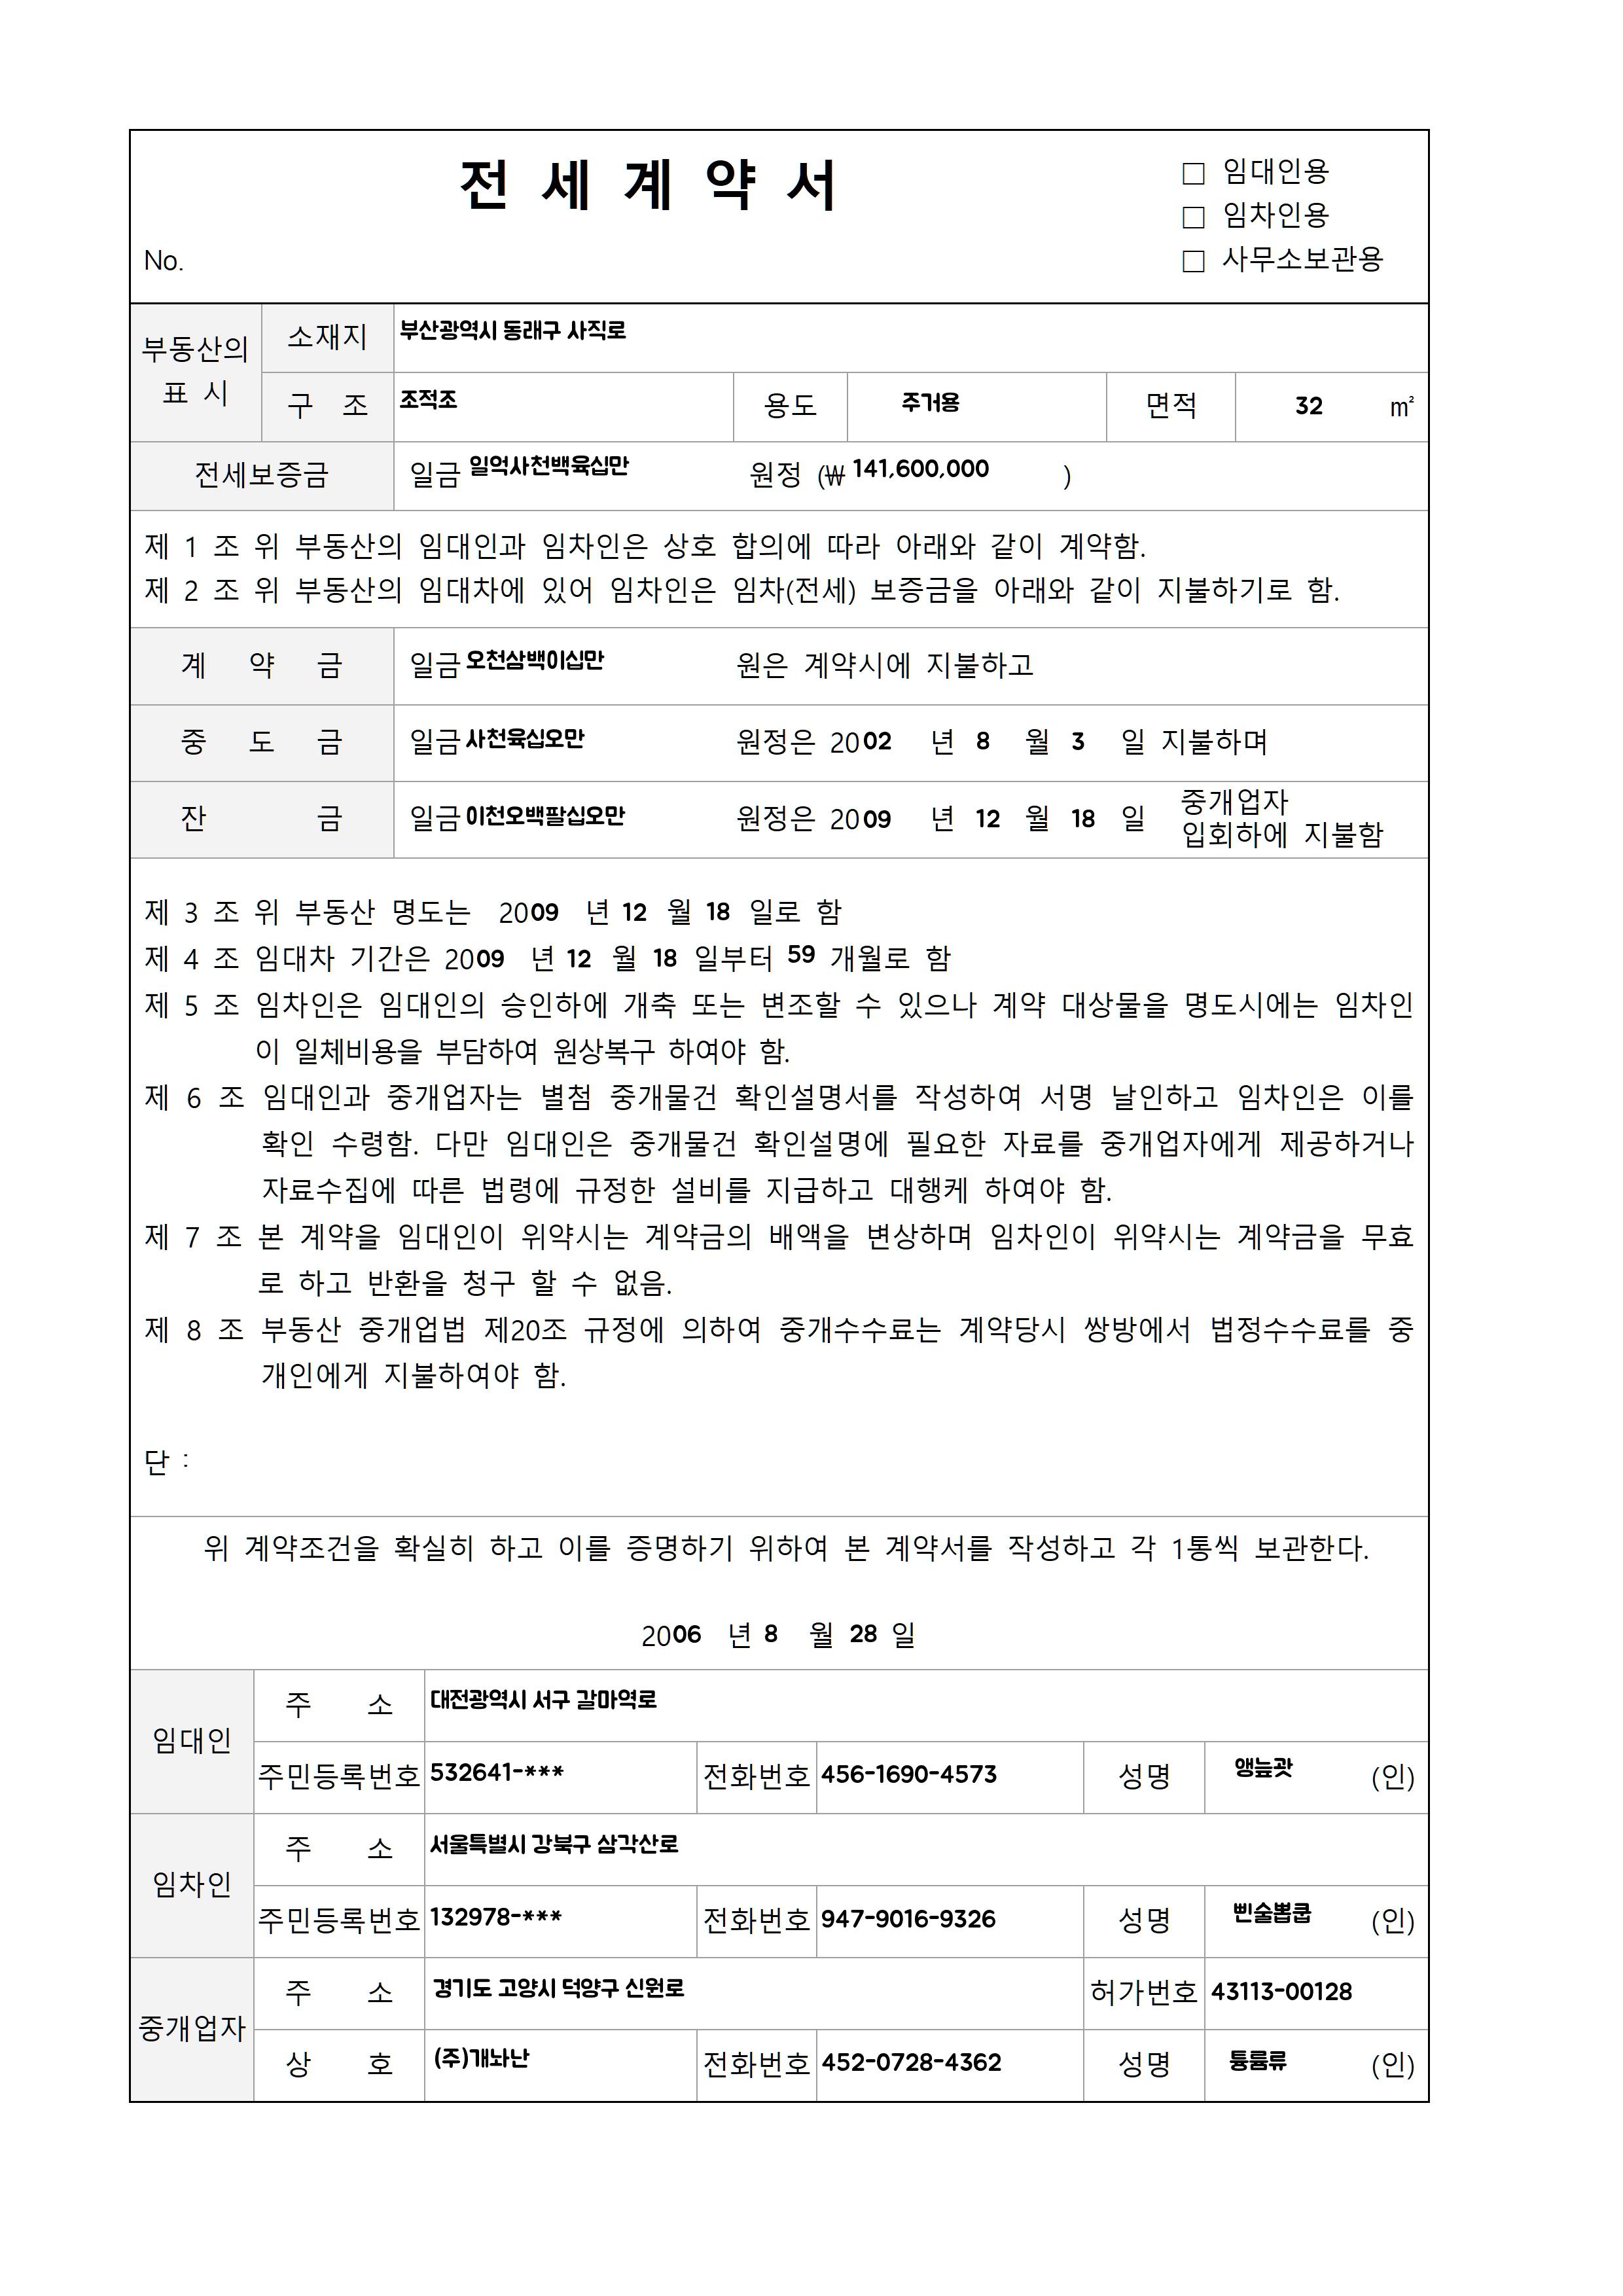 전 세 계 약 서
□ 임대인용
□ 임차인용
□ 사무소보관용
No.
부동산의 표 시
소재지 부산광역시 동래구 사직로
구 조 조적조 용도 주거용 면적 32 ㎡
전세보증금 일금 일억사천백육십만 원정 (₩ 141,600,000 )
제 1 조 위 부동산의 임대인과 임차인은 상호 합의에 따라 아래와 같이 계약함.
제 2 조 위 부동산의 임대차에 있어 임차인은 임차(전세) 보증금을 아래와 같이 지불하기로 함.
계 약 금 일금 오천삼백이십만 원은 계약시에 지불하고
중 도 금 일금 사천육십오만 원정은 2002 년 8 월 3 일 지불하며
잔 금 일금 이천오백팔십오만 원정은 2009 년 12 월 18 일 중개업자
입회하에 지불함
제 3 조 위 부동산 명도는 2009 년 12 월 18 일로 함
제 4 조 임대차 기간은 2009 년 12 월 18 일부터 59 개월로 함
제 5 조 임차인은 임대인의 승인하에 개축 또는 변조할 수 있으나 계약 대상물을 명도시에는 임차인
이 일체비용을 부담하여 원상복구 하여야 함.
제 6 조 임대인과 중개업자는 별첨 중개물건 확인설명서를 작성하여 서명 날인하고 임차인은 이를
확인 수령함. 다만 임대인은 중개물건 확인설명에 필요한 자료를 중개업자에게 제공하거나
자료수집에 따른 법령에 규정한 설비를 지급하고 대행케 하여야 함.
제 7 조 본 계약을 임대인이 위약시는 계약금의 배액을 변상하며 임차인이 위약시는 계약금을 무효
로 하고 반환을 청구 할 수 없음.
제 8 조 부동산 중개업법 제20조 규정에 의하여 중개수수료는 계약당시 쌍방에서 법정수수료를 중
개인에게 지불하여야 함.
단 :
위 계약조건을 확실히 하고 이를 증명하기 위하여 본 계약서를 작성하고 각 1통씩 보관한다.
2006 년 8 월 28 일
임대인
주 소 대전광역시 서구 갈마역로
주민등록번호 532641-*** 전화번호 456-1690-4573 성명 (인)
임차인
주 소 서울특별시 강북구 삼각산로
주민등록번호 132978-*** 전화번호 947-9016-9326 성명 (인)
중개업자
주 소 경기도 고양시 덕양구 신원로 허가번호 43113-00128
상 호 (주)개놔난 전화번호 452-0728-4362 성명 (인)